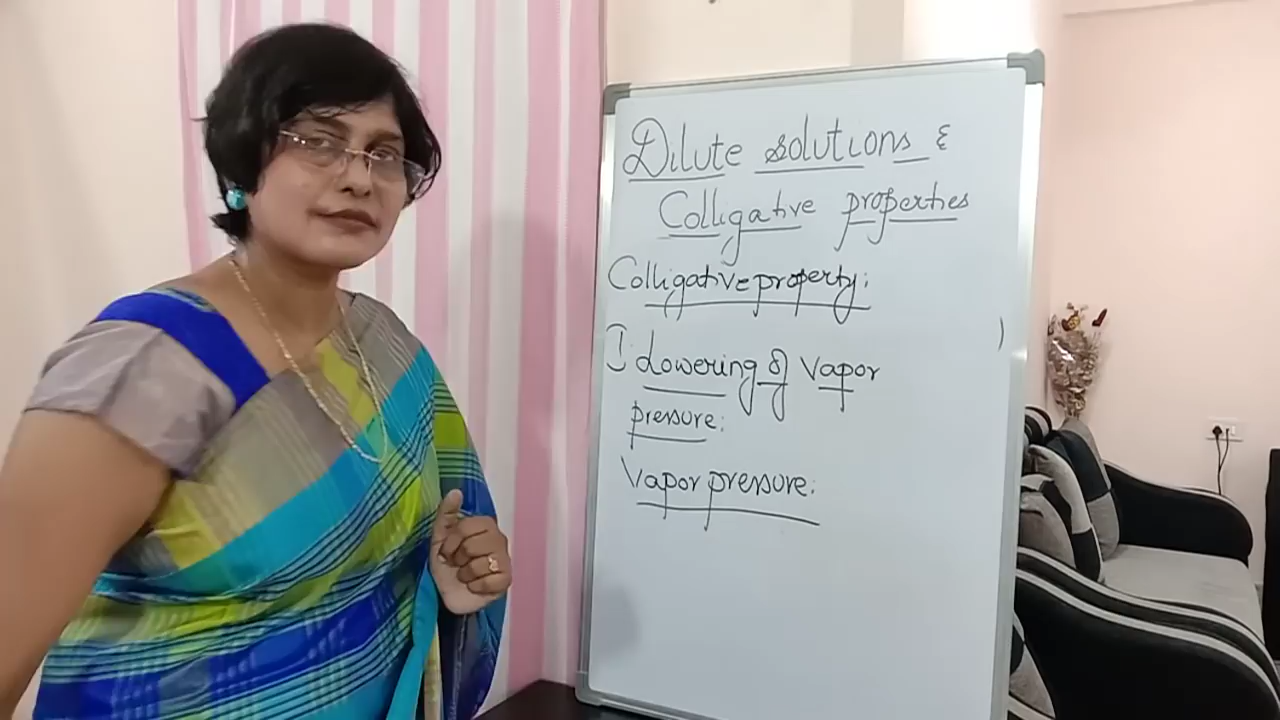 Dilute solutions &
Colligative properties
Colligative property:
I. Lowering of vapor
pressure:
Vapor pressure: